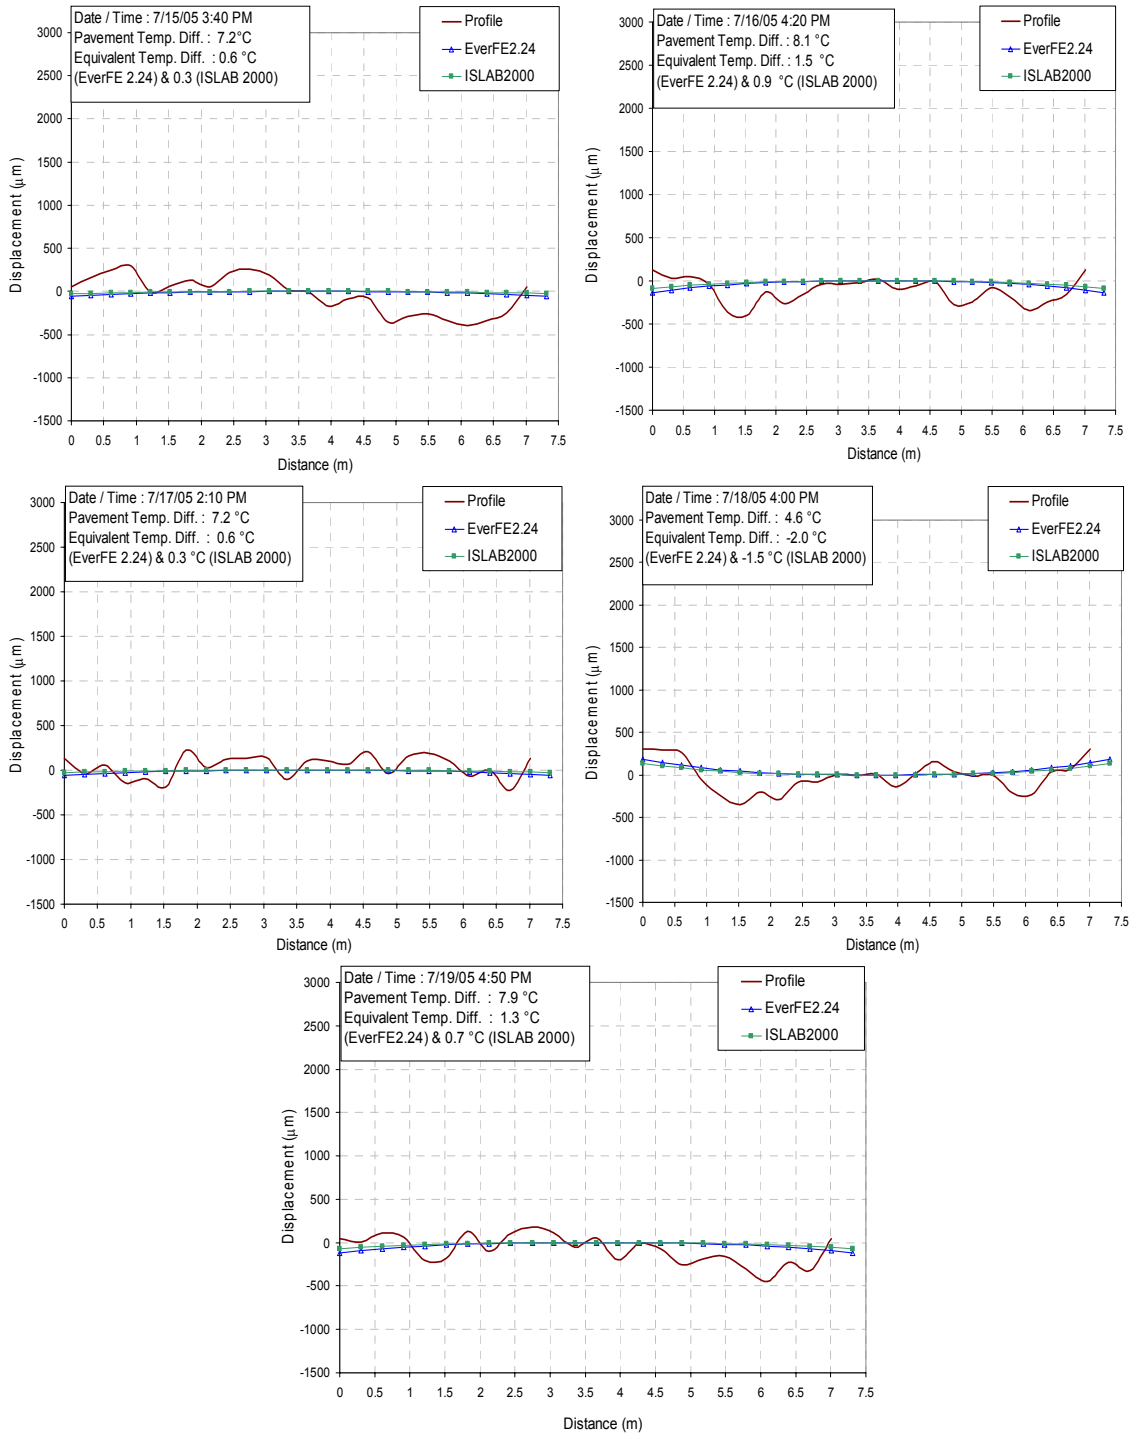 Date / Time : 7/15/05 3:40 PM
Pavement Temp. Diff. : 7.2°C
Equivalent Temp. Diff. : 0.6 °C
(EverFE 2.24) & 0.3 (ISLAB 2000)
Profile
EverFE2.24
ISLAB2000
3000
2500
2000
1500
1000
500
0
-500
-1000
-1500
Displacement (μm)
0 0.5 1 1.5 2 2.5 3 3.5 4 4.5 5 5.5 6 6.5 7 7.5
Distance (m)
Date / Time : 7/16/05 4:20 PM
Pavement Temp. Diff. : 8.1 °C
Equivalent Temp. Diff. : 1.5 °C
(EverFE 2.24) & 0.9 °C (ISLAB 2000)
Profile
EverFE2.24
ISLAB2000
3000
2500
2000
1500
1000
500
0
-500
-1000
-1500
Displacement (μm)
0 0.5 1 1.5 2 2.5 3 3.5 4 4.5 5 5.5 6 6.5 7 7.5
Distance (m)
Date / Time : 7/17/05 2:10 PM
Pavement Temp. Diff. : 7.2 °C
Equivalent Temp. Diff. : 0.6 °C
(EverFE 2.24) & 0.3 °C (ISLAB 2000)
Profile
EverFE2.24
ISLAB2000
3000
2500
2000
1500
1000
500
0
-500
-1000
-1500
Displacement (μm)
0 0.5 1 1.5 2 2.5 3 3.5 4 4.5 5 5.5 6 6.5 7 7.5
Distance (m)
Date / Time : 7/18/05 4:00 PM
Pavement Temp. Diff. : 4.6 °C
Equivalent Temp. Diff. : -2.0 °C
(EverFE 2.24) & -1.5 °C (ISLAB 2000)
Profile
EverFE2.24
ISLAB2000
3000
2500
2000
1500
1000
500
0
-500
-1000
-1500
Displacement (μm)
0 0.5 1 1.5 2 2.5 3 3.5 4 4.5 5 5.5 6 6.5 7 7.5
Distance (m)
Date / Time : 7/19/05 4:50 PM
Pavement Temp. Diff. : 7.9 °C
Equivalent Temp. Diff. : 1.3 °C
(EverFE2.24) & 0.7 °C (ISLAB 2000)
Profile
EverFE2.24
ISLAB2000
3000
2500
2000
1500
1000
500
0
-500
-1000
-1500
Displacement (μm)
0 0.5 1 1.5 2 2.5 3 3.5 4 4.5 5 5.5 6 6.5 7 7.5
Distance (m)